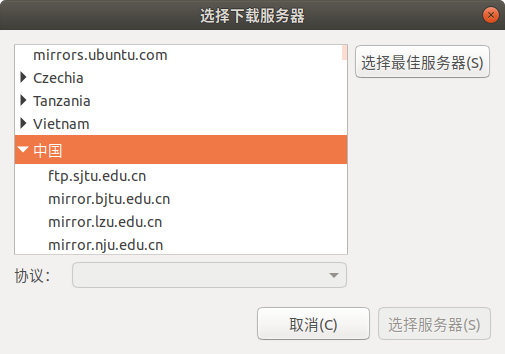 选择下载服务器
mirrors.ubuntu.com
选择最佳服务器(S)
Czechia
Tanzania
Vietnam
中国
ftp.sjtu.edu.cn
mirror.bjtu.edu.cn
mirror.lzu.edu.cn
mirror.nju.edu.cn
协议：
取消(C)
选择服务器(S)